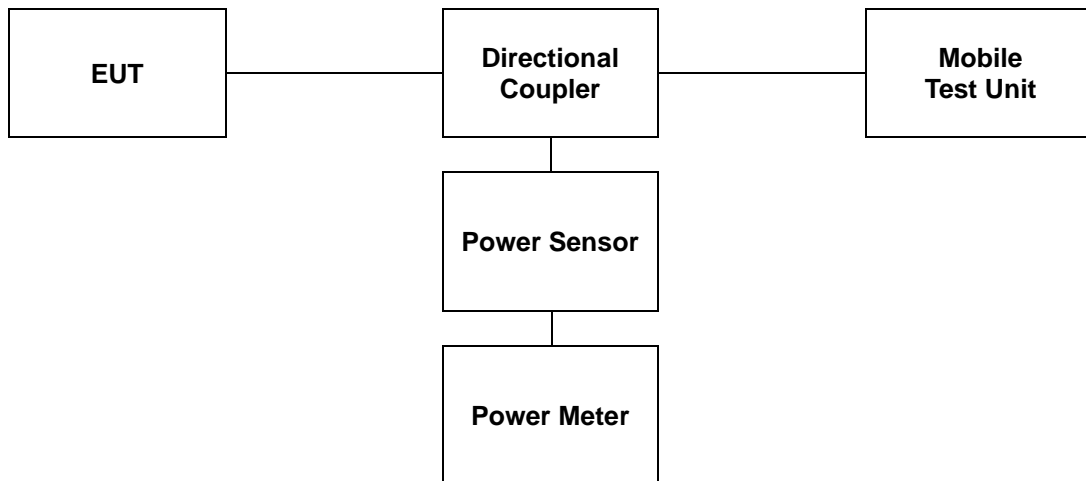 EUT
Directional
Coupler
Mobile
Test Unit
Power Sensor
Power Meter